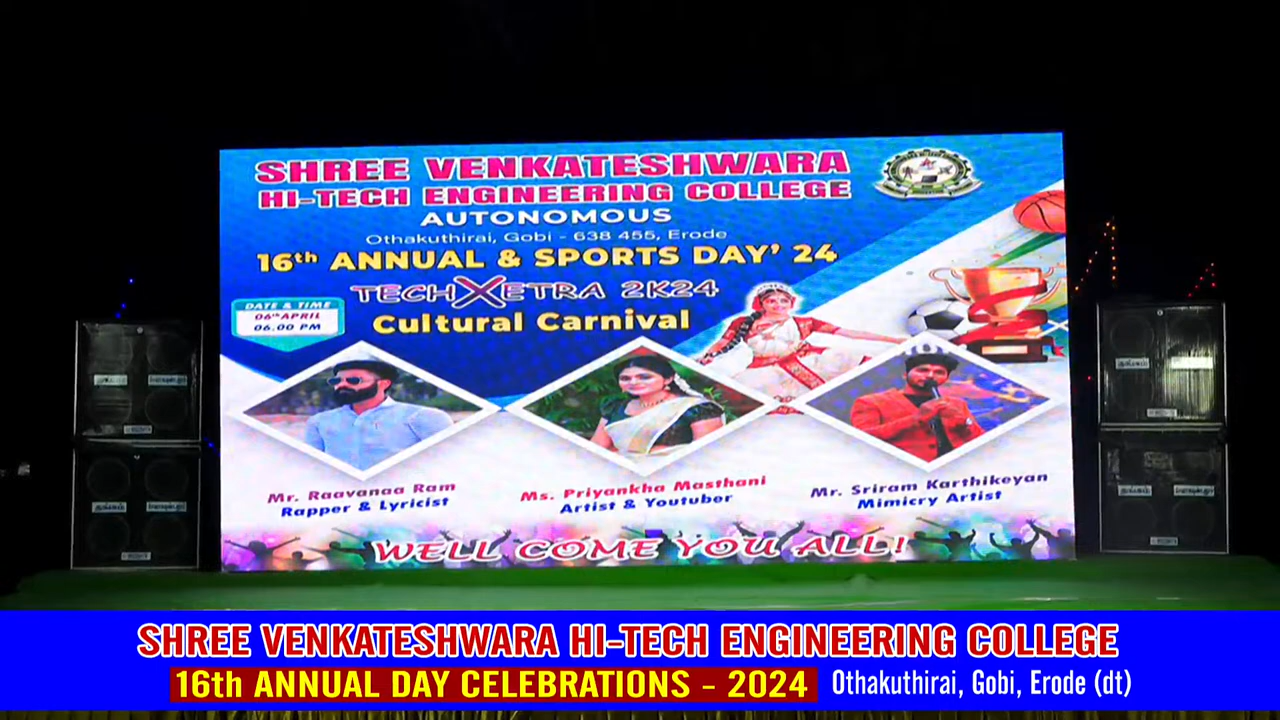 SHREE VENKATESHWARA
HI-TECH ENGINEERING COLLEGE
AUTONOMOUS
Othakuthirai, Gobi - 638 455, Erode
16th ANNUAL & SPORTS DAY' 24
TECHXETRA 2K24
Cultural Carnival
DATE & TIME
06th APRIL
06.00 PM
Mr. Raavanaa Ram
Rapper & Lyricist
Ms. Priyankha Masthani
Artist & Youtuber
Mr. Sriram Karthikeyan
Mimicry Artist
WELL COME YOU ALL!
SHREE VENKATESHWARA HI-TECH ENGINEERING COLLEGE
16th ANNUAL DAY CELEBRATIONS - 2024 Othakuthirai, Gobi, Erode (dt)